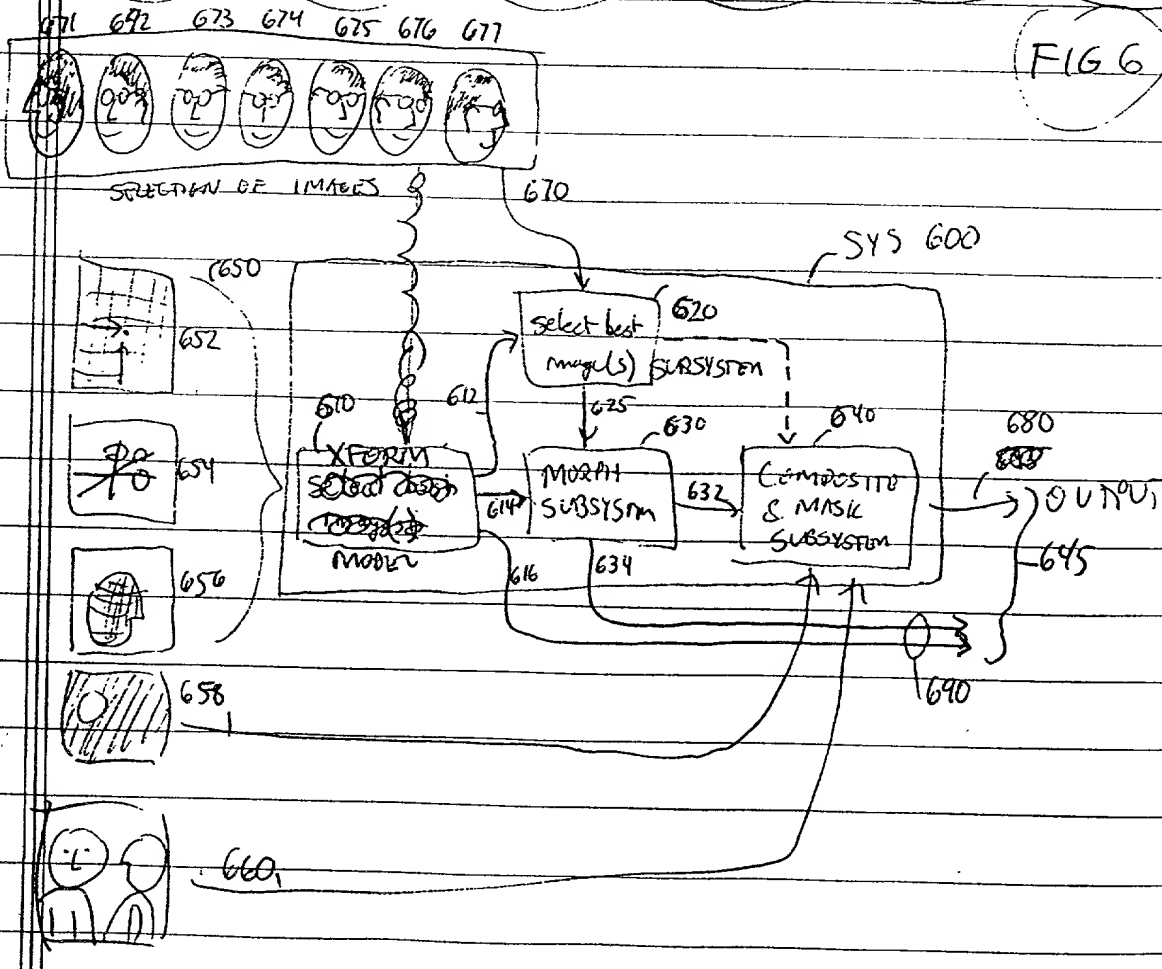 671 692 673 674 675 676 677
FIG 6
SELECTION OF IMAGES
670
SYS 600
650
652
620
select best
image(s) SUBSYSTEM
612
625
610
630
640
680
654
XFORM
MORPH
SUBSYSTEM
614
632
COMPOSITE
& MASK
SUBSYSTEM
OUTPUT
MODEL
616
634
645
656
658
690
660